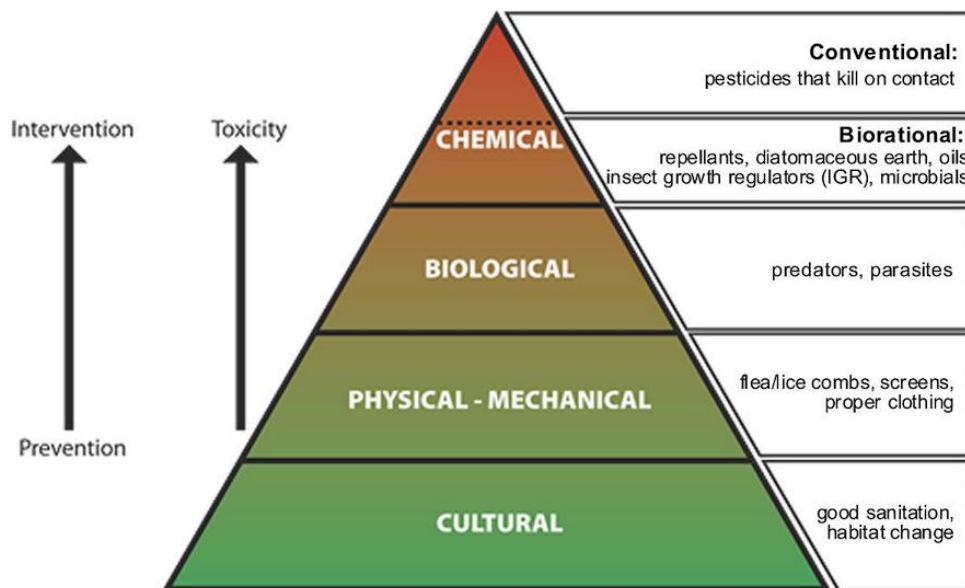 Conventional:
pesticides that kill on contact
Intervention
Toxicity
CHEMICAL
Biorational:
repellants, diatomaceous earth, oils
insect growth regulators (IGR), microbials
BIOLOGICAL
predators, parasites
PHYSICAL - MECHANICAL
flea/lice combs, screens,
proper clothing
Prevention
CULTURAL
good sanitation,
habitat change